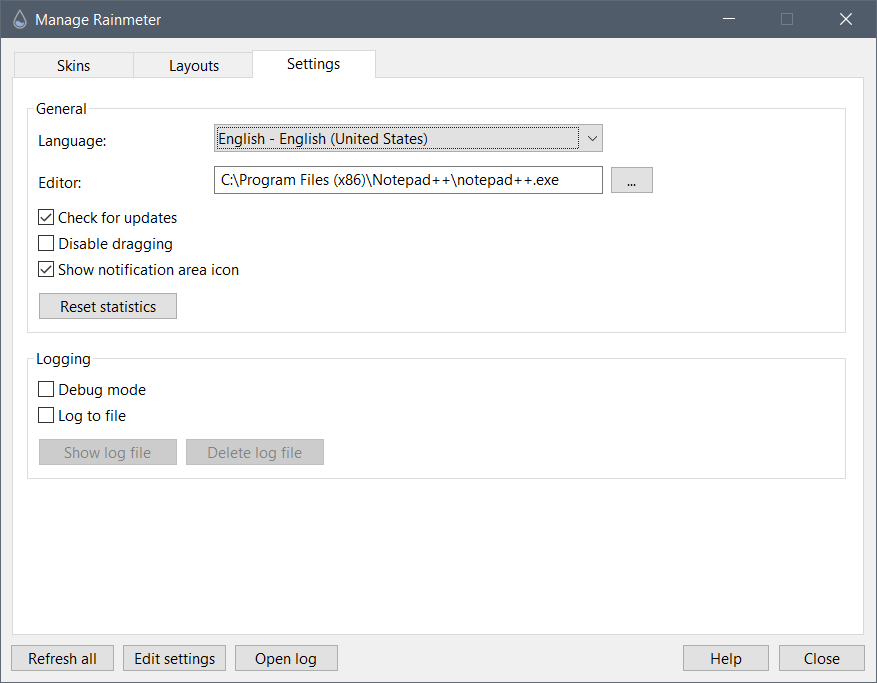 Manage Rainmeter
Skins Layouts Settings
General
Language: English - English (United States)
Editor: C:\Program Files (x86)\Notepad++\notepad++.exe ...
Check for updates
Disable dragging
Show notification area icon
Reset statistics
Logging
Debug mode
Log to file
Show log file Delete log file
Refresh all Edit settings Open log Help Close